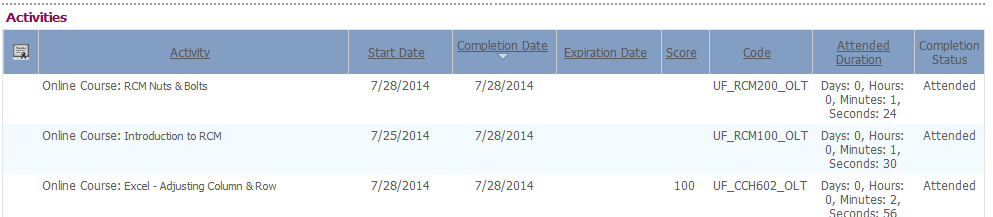 Activities
Activity Start Date Completion Date Expiration Date Score Code Attended Duration Completion Status
Online Course: RCM Nuts & Bolts 7/28/2014 7/28/2014 UF_RCM200_OLT Days: 0, Hours: Attended
0, Minutes: 1,
Seconds: 24
Online Course: Introduction to RCM 7/25/2014 7/28/2014 UF_RCM100_OLT Days: 0, Hours: Attended
0, Minutes: 1,
Seconds: 30
Online Course: Excel - Adjusting Column & Row 7/28/2014 7/28/2014 100 UF_CCH602_OLT Days: 0, Hours: Attended
0, Minutes: 2,
Seconds: 56